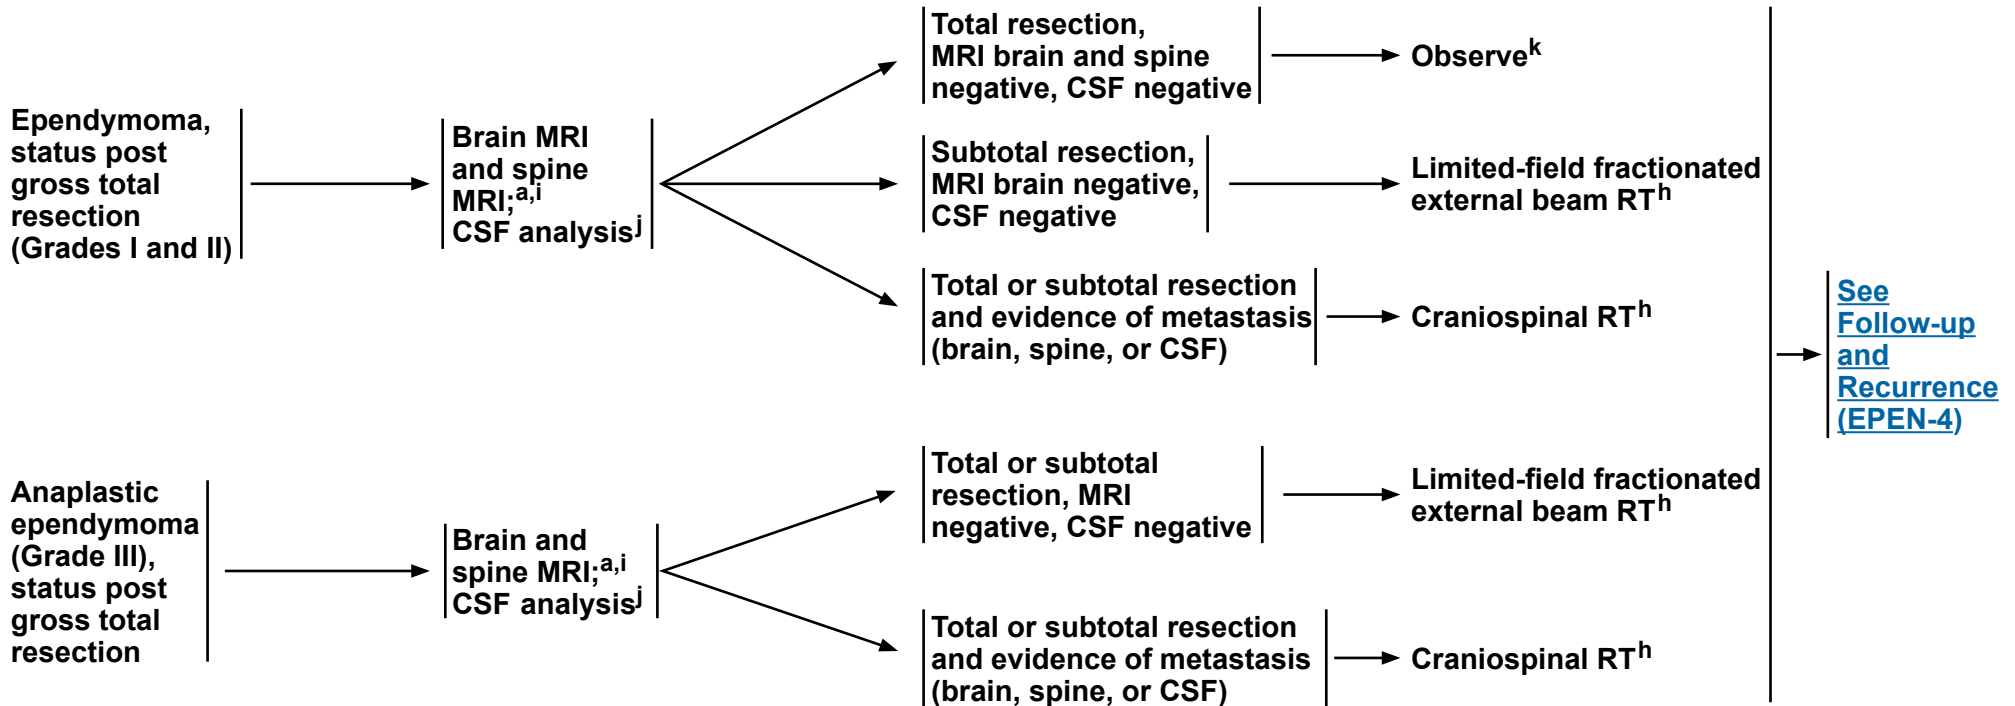 Ependymoma,
status post
gross total
resection
(Grades I and II)
Brain MRI
and spine
MRI;a,i
CSF analysisj
Total resection,
MRI brain and spine
negative, CSF negative
Observek
Subtotal resection,
MRI brain negative,
CSF negative
Limited-field fractionated
external beam RTh
Total or subtotal resection
and evidence of metastasis
(brain, spine, or CSF)
Craniospinal RTh
Anaplastic
ependymoma
(Grade III),
status post
gross total
resection
Brain and
spine MRI;a,i
CSF analysisj
Total or subtotal
resection, MRI
negative, CSF negative
Limited-field fractionated
external beam RTh
Total or subtotal resection
and evidence of metastasis
(brain, spine, or CSF)
Craniospinal RTh
See
Follow-up
and
Recurrence
(EPEN-4)